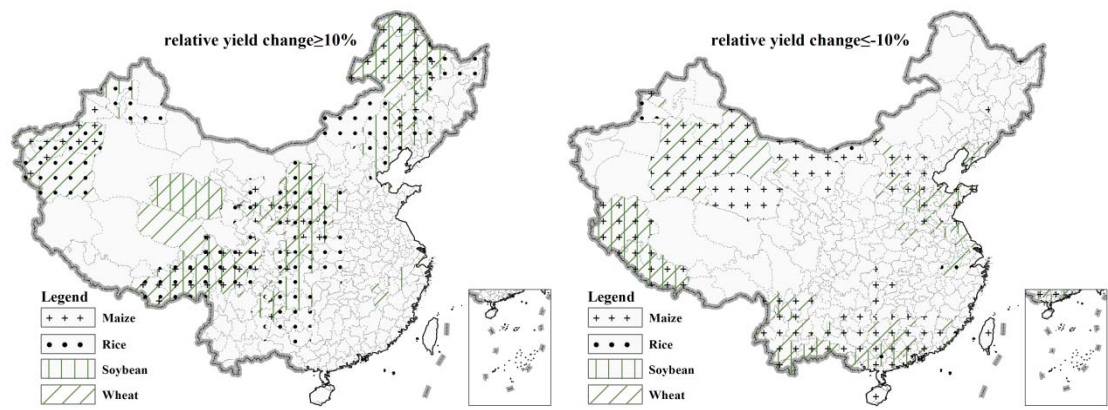 relative yield change≥10%
Legend
Maize
Rice
Soybean
Wheat
relative yield change≤-10%
Legend
Maize
Rice
Soybean
Wheat